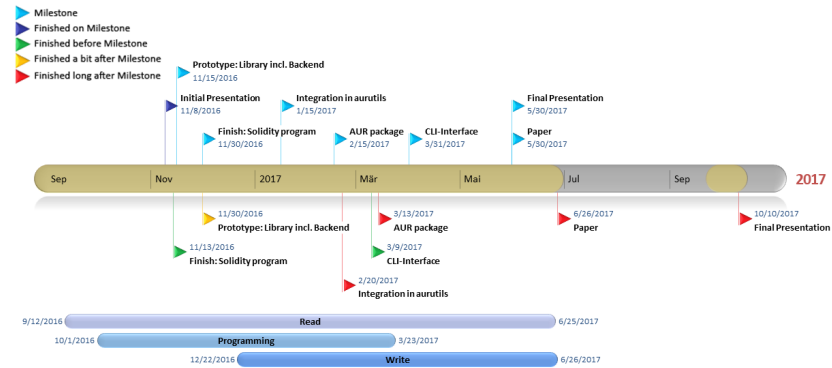 Milestone
Finished on Milestone
Finished before Milestone
Finished a bit after Milestone
Finished long after Milestone
Prototype: Library incl. Backend
11/15/2016
Initial Presentation
11/8/2016
Integration in aurutils
1/15/2017
Final Presentation
5/30/2017
Finish: Solidity program
11/30/2016
AUR package
2/15/2017
CLI-Interface
3/31/2017
Paper
5/30/2017
Sep
Nov
2017
Mär
Mai
Jul
Sep
2017
11/30/2016
Prototype: Library incl. Backend
3/13/2017
AUR package
6/26/2017
Paper
10/10/2017
Final Presentation
11/13/2016
Finish: Solidity program
3/9/2017
CLI-Interface
2/20/2017
Integration in aurutils
9/12/2016 Read 6/25/2017
10/1/2016 Programming 3/23/2017
12/22/2016 Write 6/26/2017